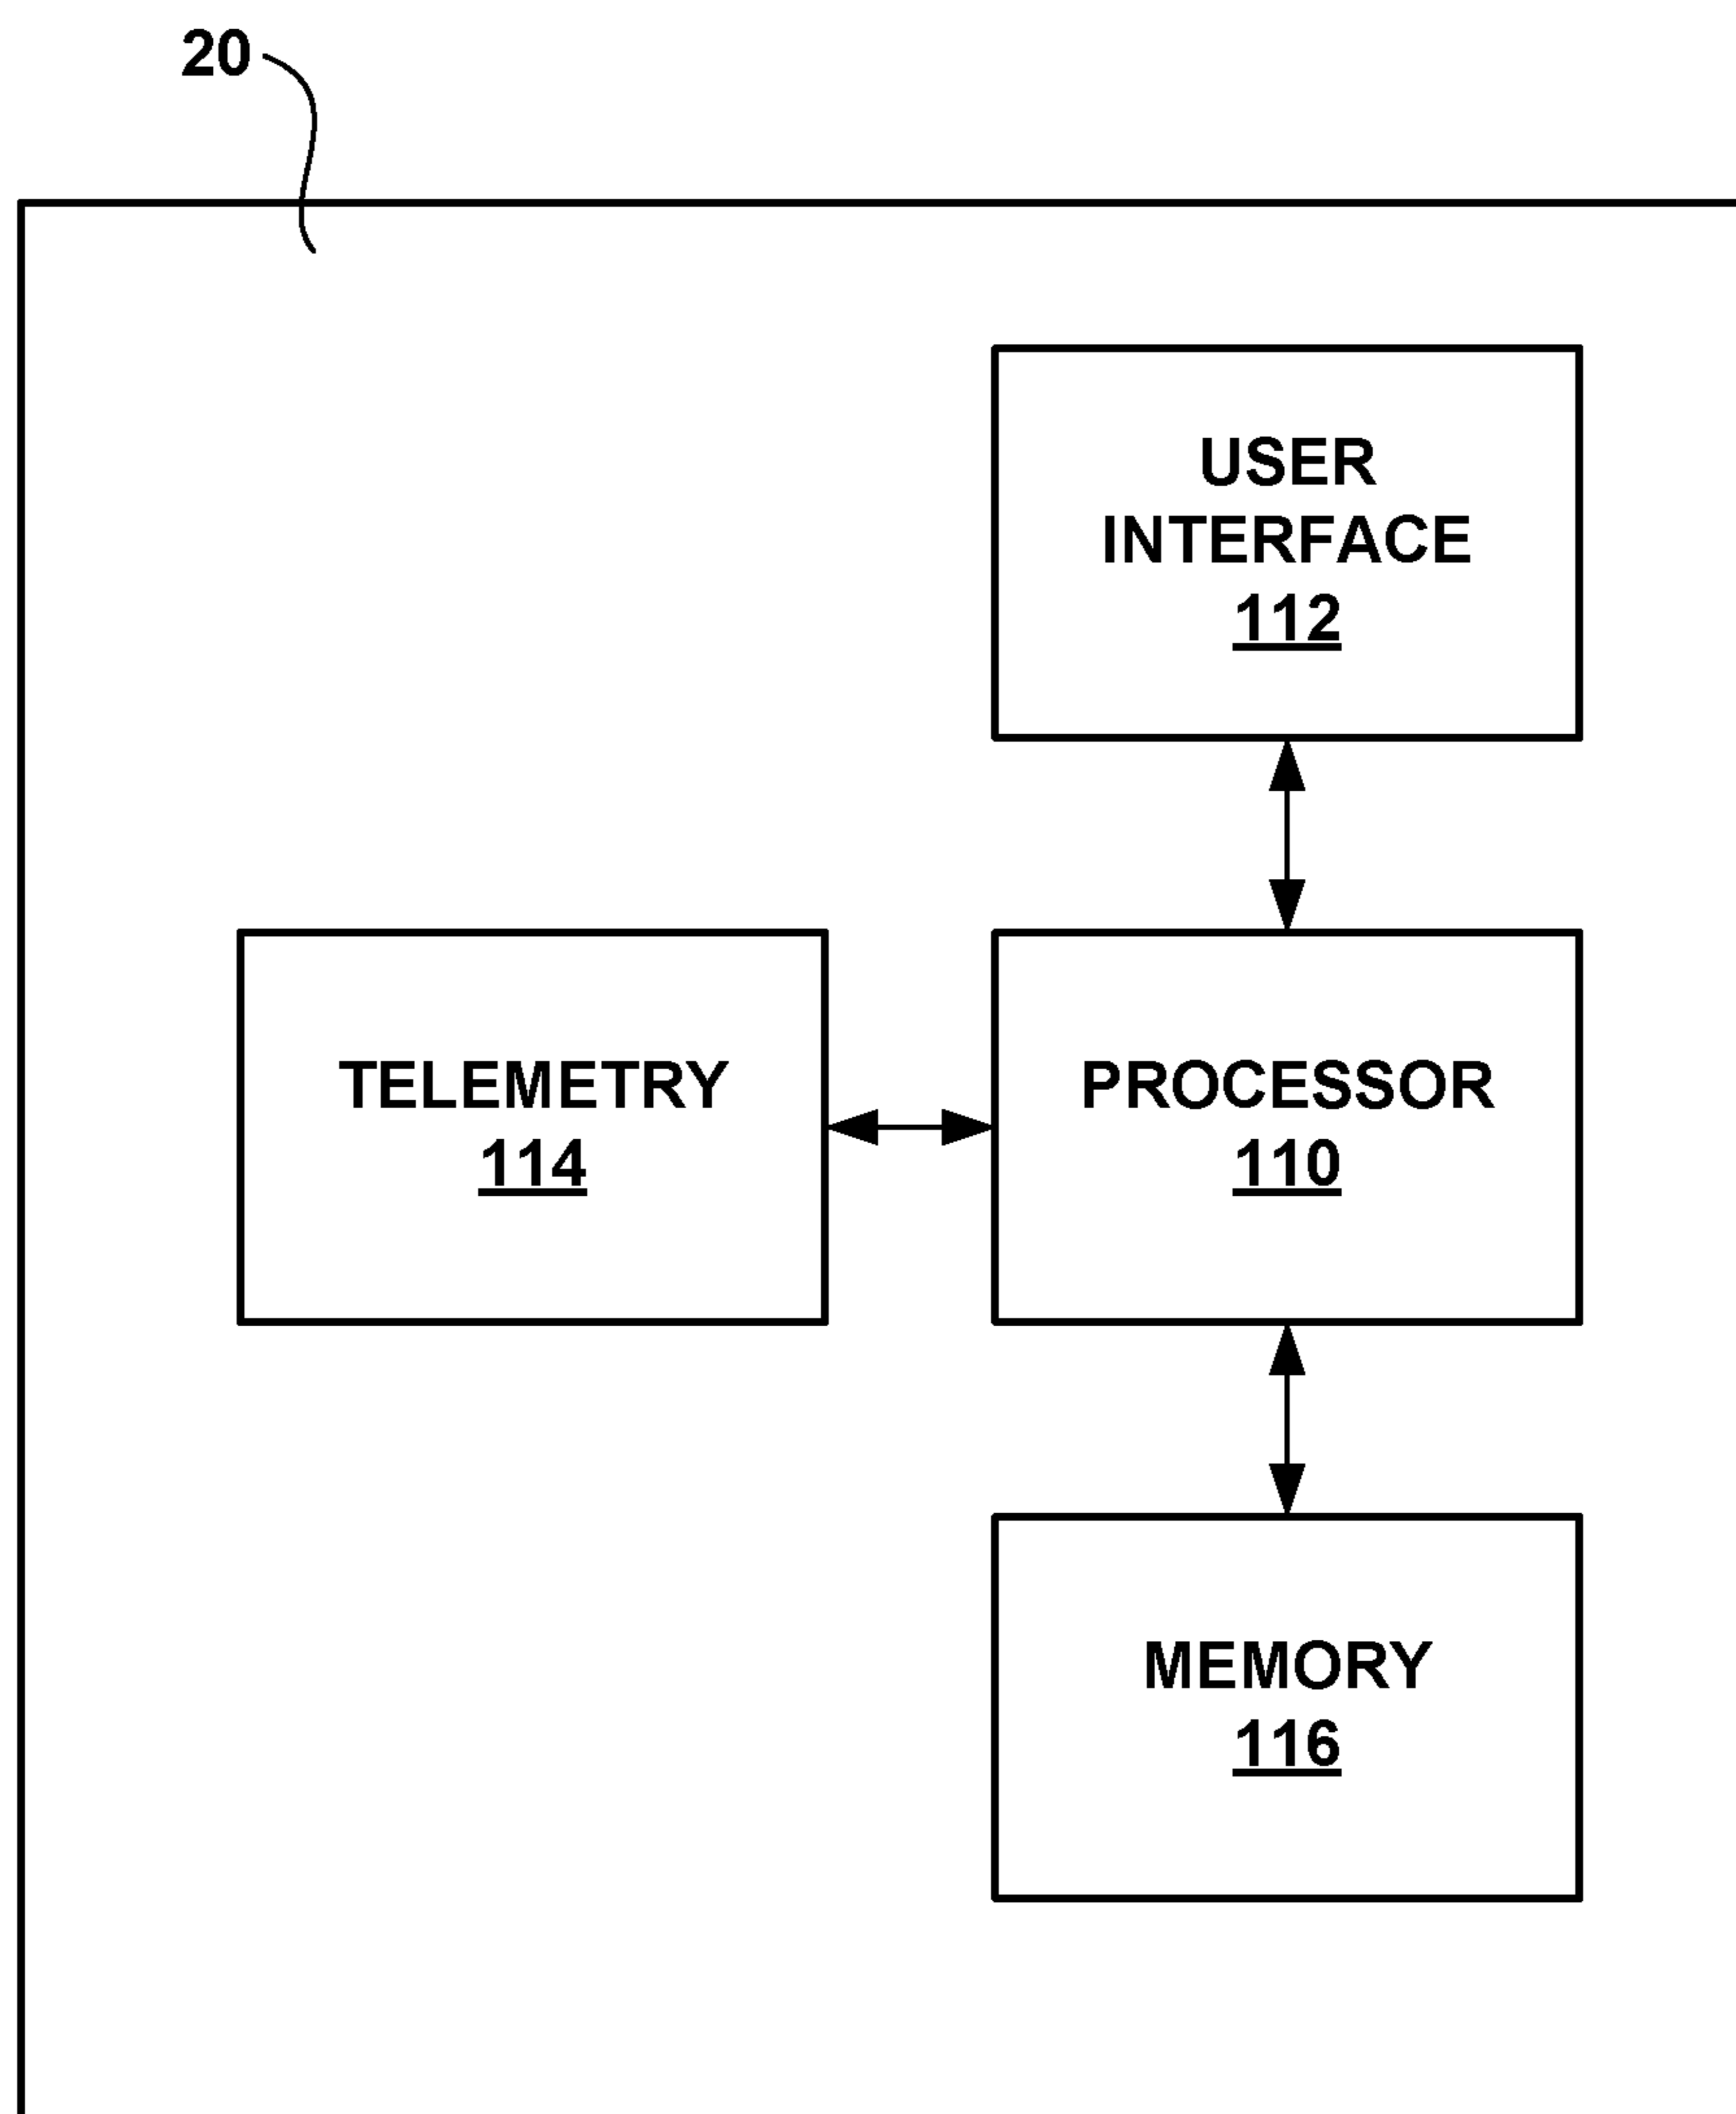 20
USER
INTERFACE
112
TELEMETRY
114
PROCESSOR
110
MEMORY
116